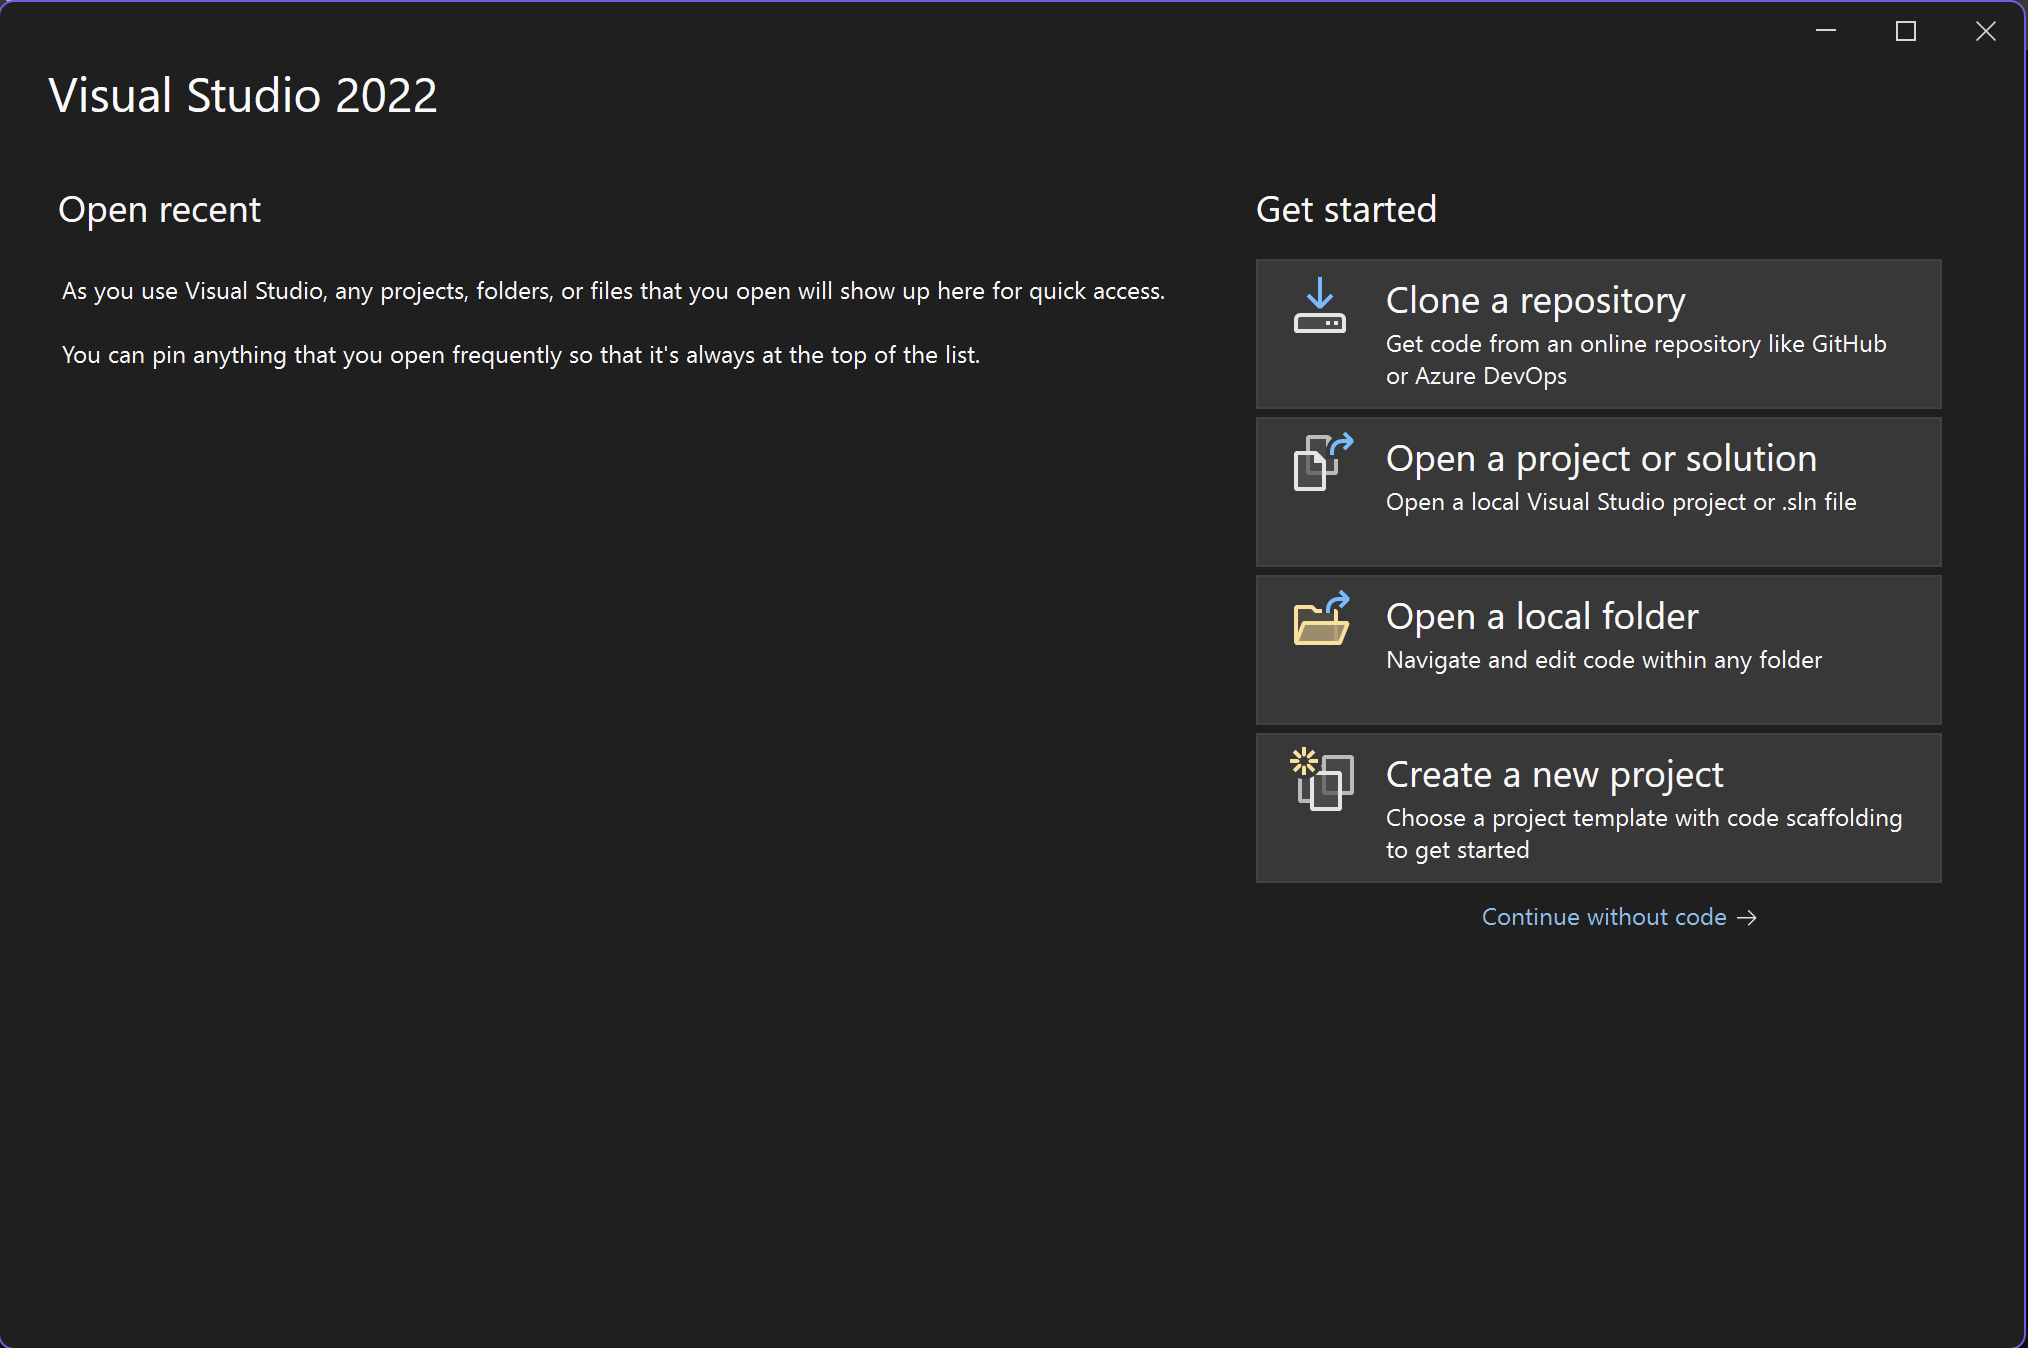 Visual Studio 2022
Open recent
As you use Visual Studio, any projects, folders, or files that you open will show up here for quick access.
You can pin anything that you open frequently so that it's always at the top of the list.
Get started
Clone a repository
Get code from an online repository like GitHub
or Azure DevOps
Open a project or solution
Open a local Visual Studio project or .sln file
Open a local folder
Navigate and edit code within any folder
Create a new project
Choose a project template with code scaffolding
to get started
Continue without code →